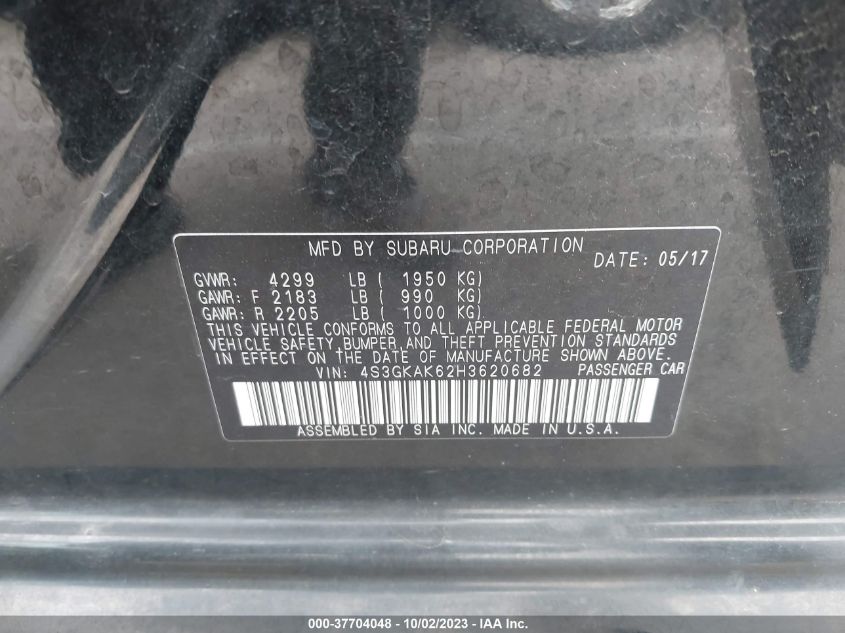 MFD BY SUBARU CORPORATION
DATE: 05/17
GVWR: 4299 LB ( 1950 KG)
GAWR: F 2183 LB ( 990 KG)
GAWR: R 2205 LB ( 1000 KG)
THIS VEHICLE CONFORMS TO ALL APPLICABLE FEDERAL MOTOR
VEHICLE SAFETY,BUMPER,AND THEFT PREVENTION STANDARDS
IN EFFECT ON THE DATE OF MANUFACTURE SHOWN ABOVE.
VIN: 4S3GKAK62H3620682 PASSENGER CAR
ASSEMBLED BY SIA INC. MADE IN U.S.A.
000-37704048 - 10/02/2023 - IAA Inc.